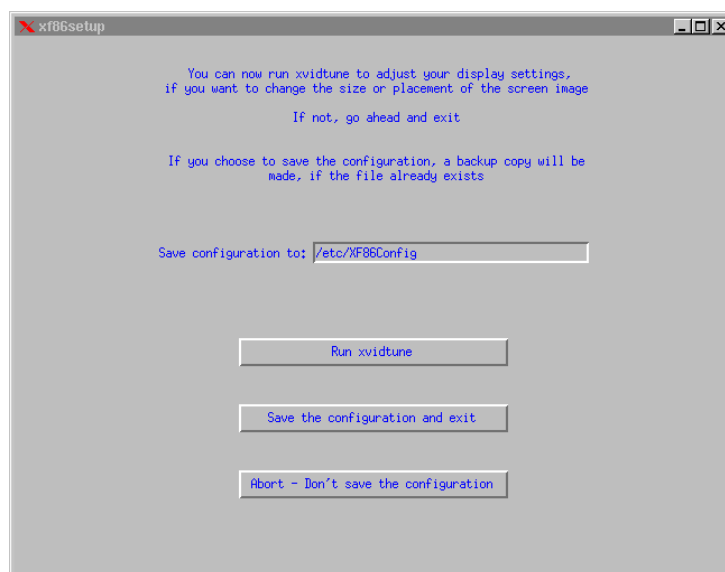 xf86setup
You can now run xvidtune to adjust your display settings,
if you want to change the size or placement of the screen image
If not, go ahead and exit
If you choose to save the configuration, a backup copy will be
made, if the file already exists
Save configuration to: /etc/XF86Config
Run xvidtune
Save the configuration and exit
Abort - Don't save the configuration